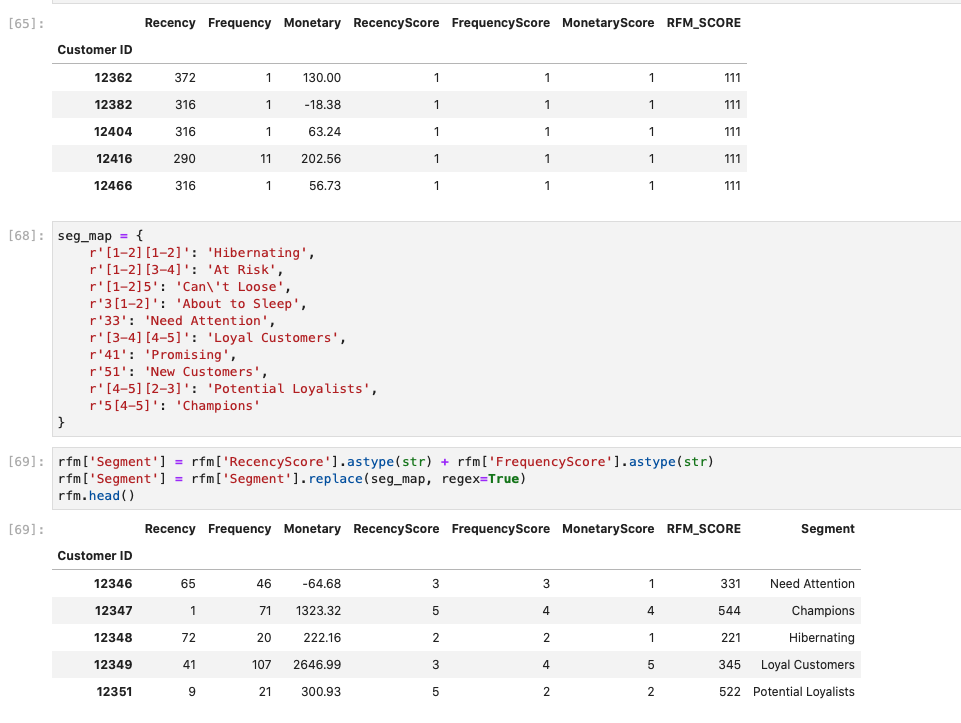 [65]:
Recency Frequency Monetary RecencyScore FrequencyScore MonetaryScore RFM_SCORE
Customer ID
12362 372 1 130.00 1 1 1 111
12382 316 1 -18.38 1 1 1 111
12404 316 1 63.24 1 1 1 111
12416 290 11 202.56 1 1 1 111
12466 316 1 56.73 1 1 1 111
[68]: seg_map = {
    r'[1-2][1-2]': 'Hibernating',
    r'[1-2][3-4]': 'At Risk',
    r'[1-2]5': 'Can\'t Loose',
    r'3[1-2]': 'About to Sleep',
    r'33': 'Need Attention',
    r'[3-4][4-5]': 'Loyal Customers',
    r'41': 'Promising',
    r'51': 'New Customers',
    r'[4-5][2-3]': 'Potential Loyalists',
    r'5[4-5]': 'Champions'
}
[69]: rfm['Segment'] = rfm['RecencyScore'].astype(str) + rfm['FrequencyScore'].astype(str)
rfm['Segment'] = rfm['Segment'].replace(seg_map, regex=True)
rfm.head()
[69]:
Recency Frequency Monetary RecencyScore FrequencyScore MonetaryScore RFM_SCORE Segment
Customer ID
12346 65 46 -64.68 3 3 1 331 Need Attention
12347 1 71 1323.32 5 4 4 544 Champions
12348 72 20 222.16 2 2 1 221 Hibernating
12349 41 107 2646.99 3 4 5 345 Loyal Customers
12351 9 21 300.93 5 2 2 522 Potential Loyalists